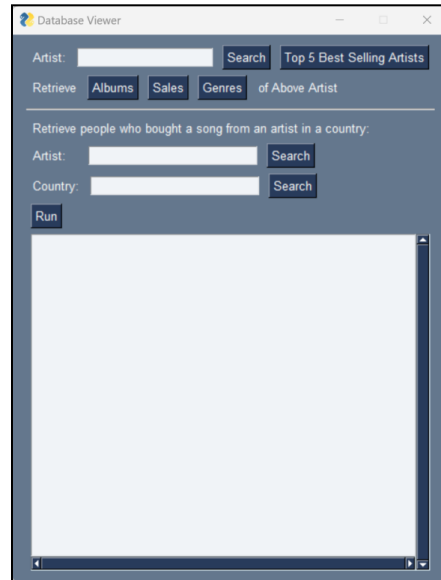 Database Viewer
Artist: Search Top 5 Best Selling Artists
Retrieve Albums Sales Genres of Above Artist
Retrieve people who bought a song from an artist in a country:
Artist: Search
Country: Search
Run